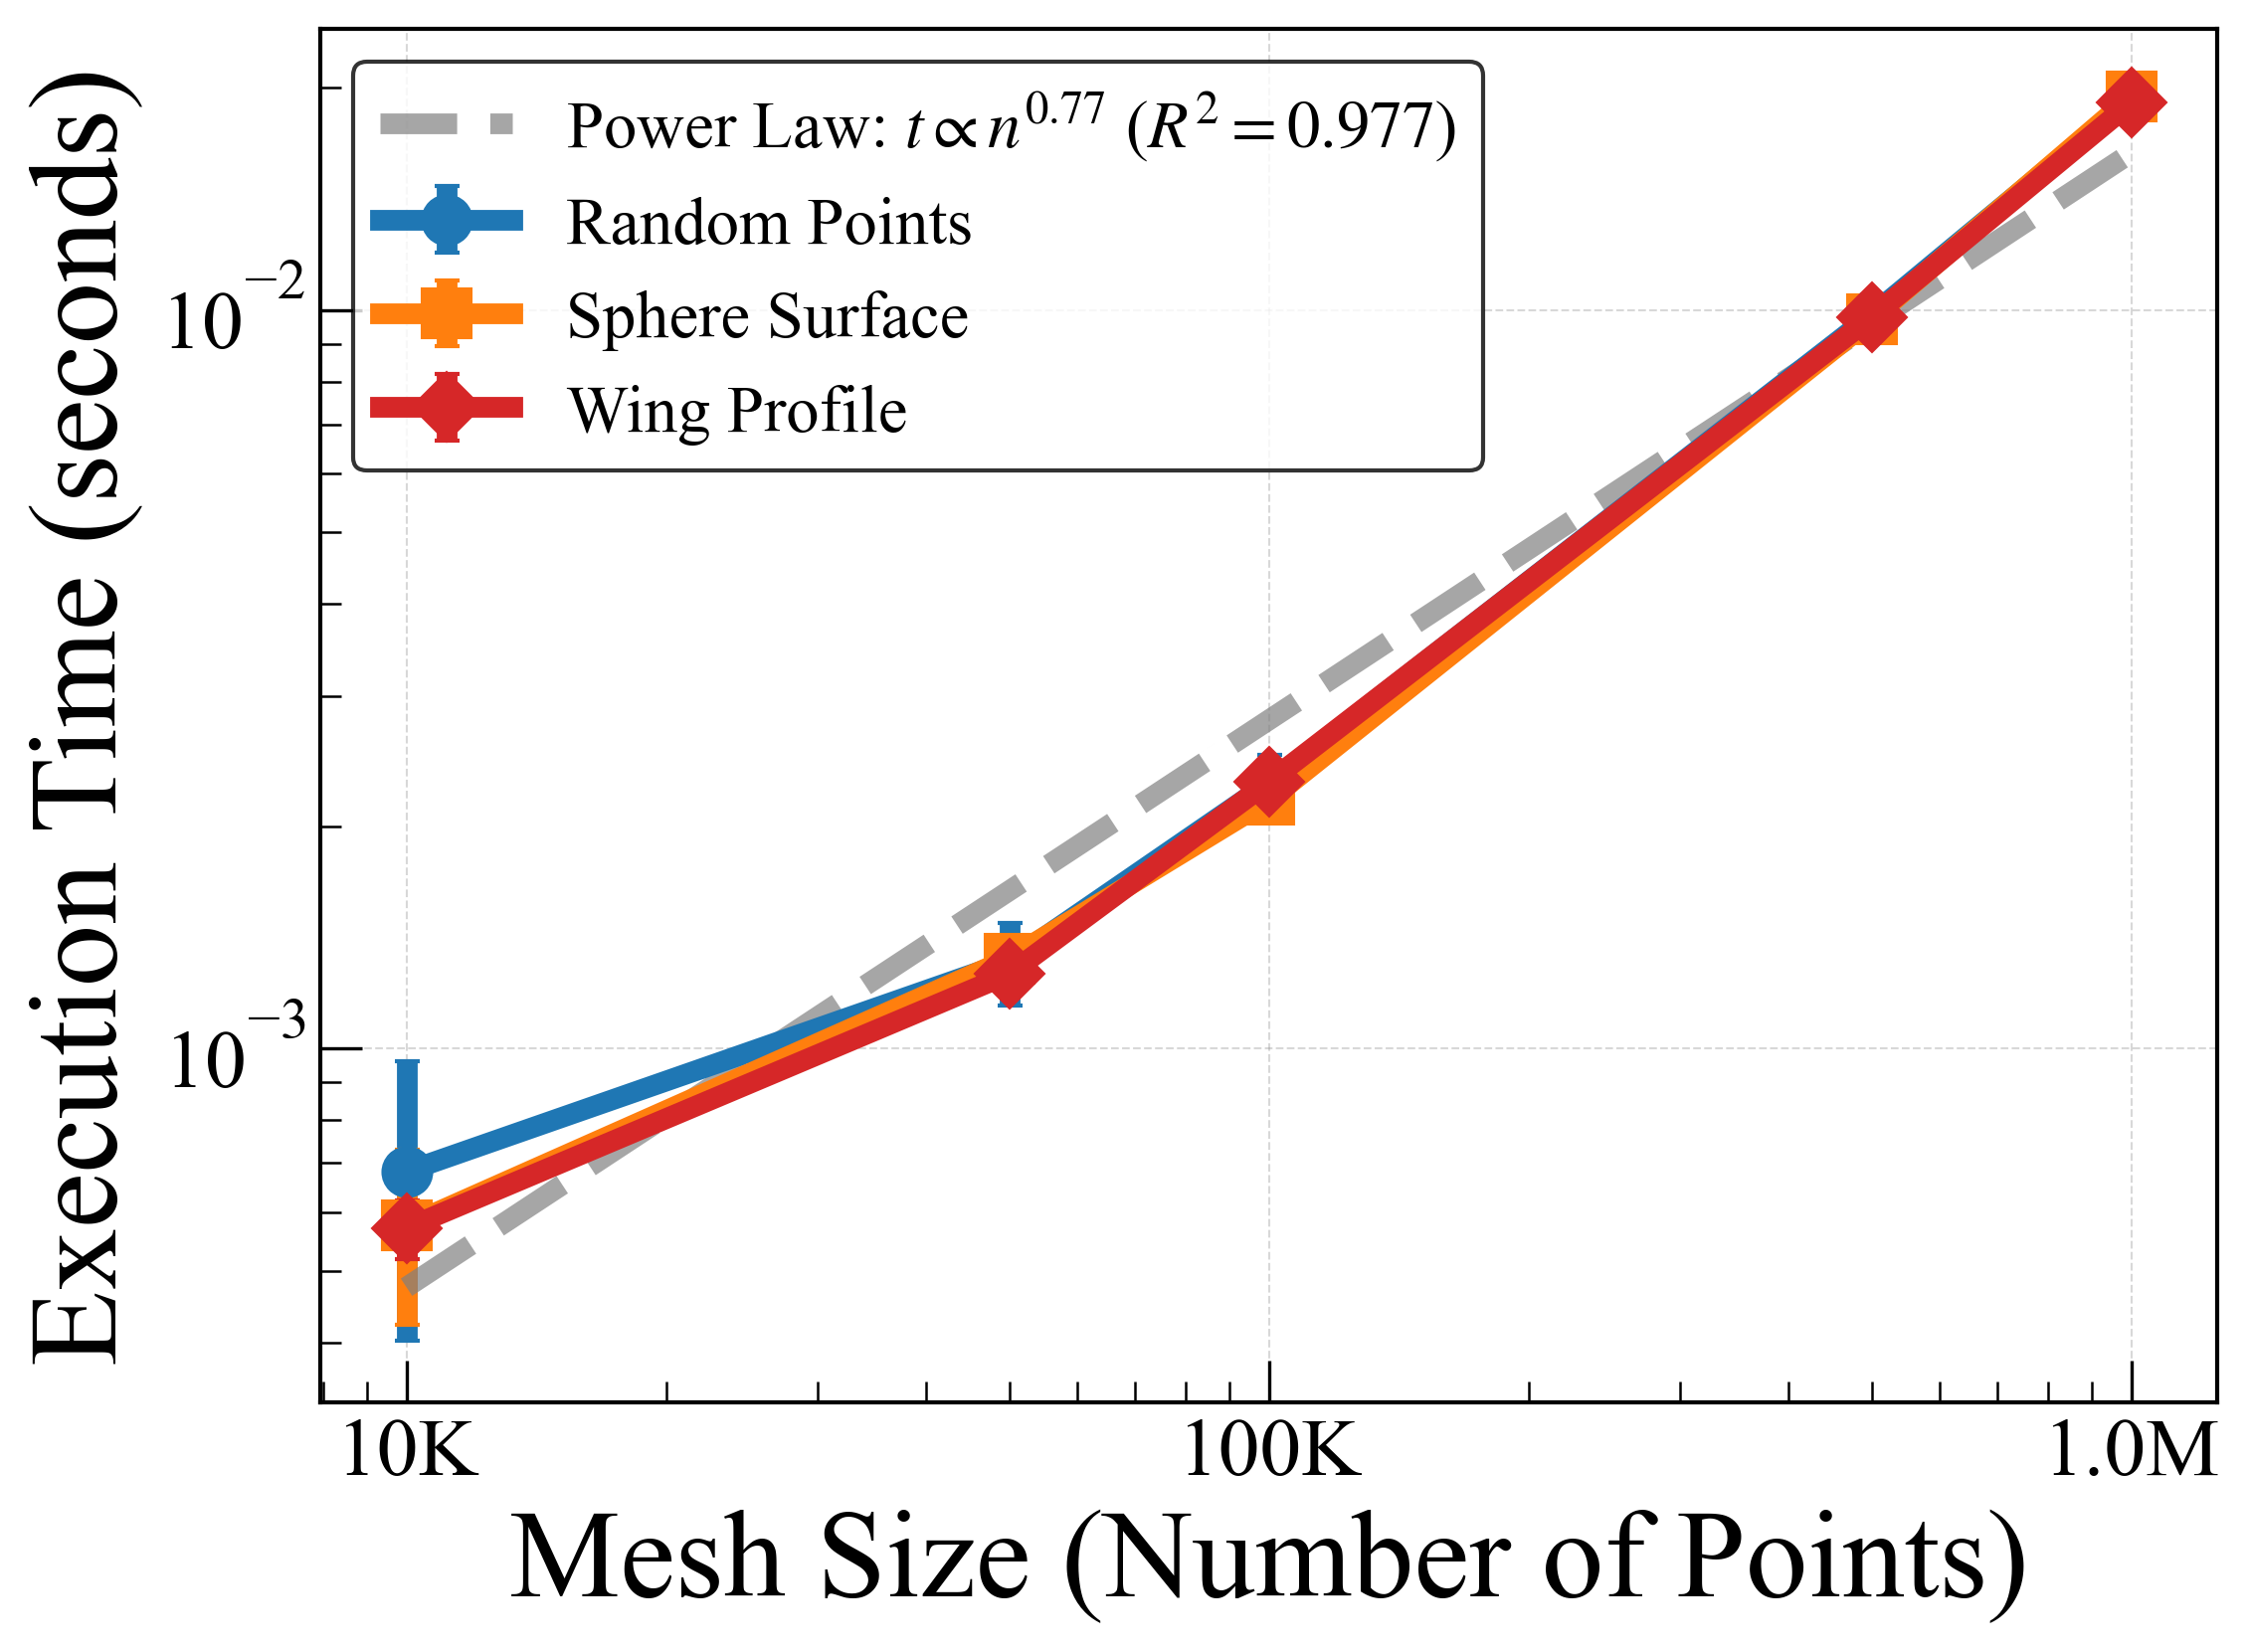 Execution Time (seconds)
10^{-2}
10^{-3}
Power Law: t ∝ n^{0.77} (R^2 = 0.977)
Random Points
Sphere Surface
Wing Profile
10K 100K 1.0M
Mesh Size (Number of Points)